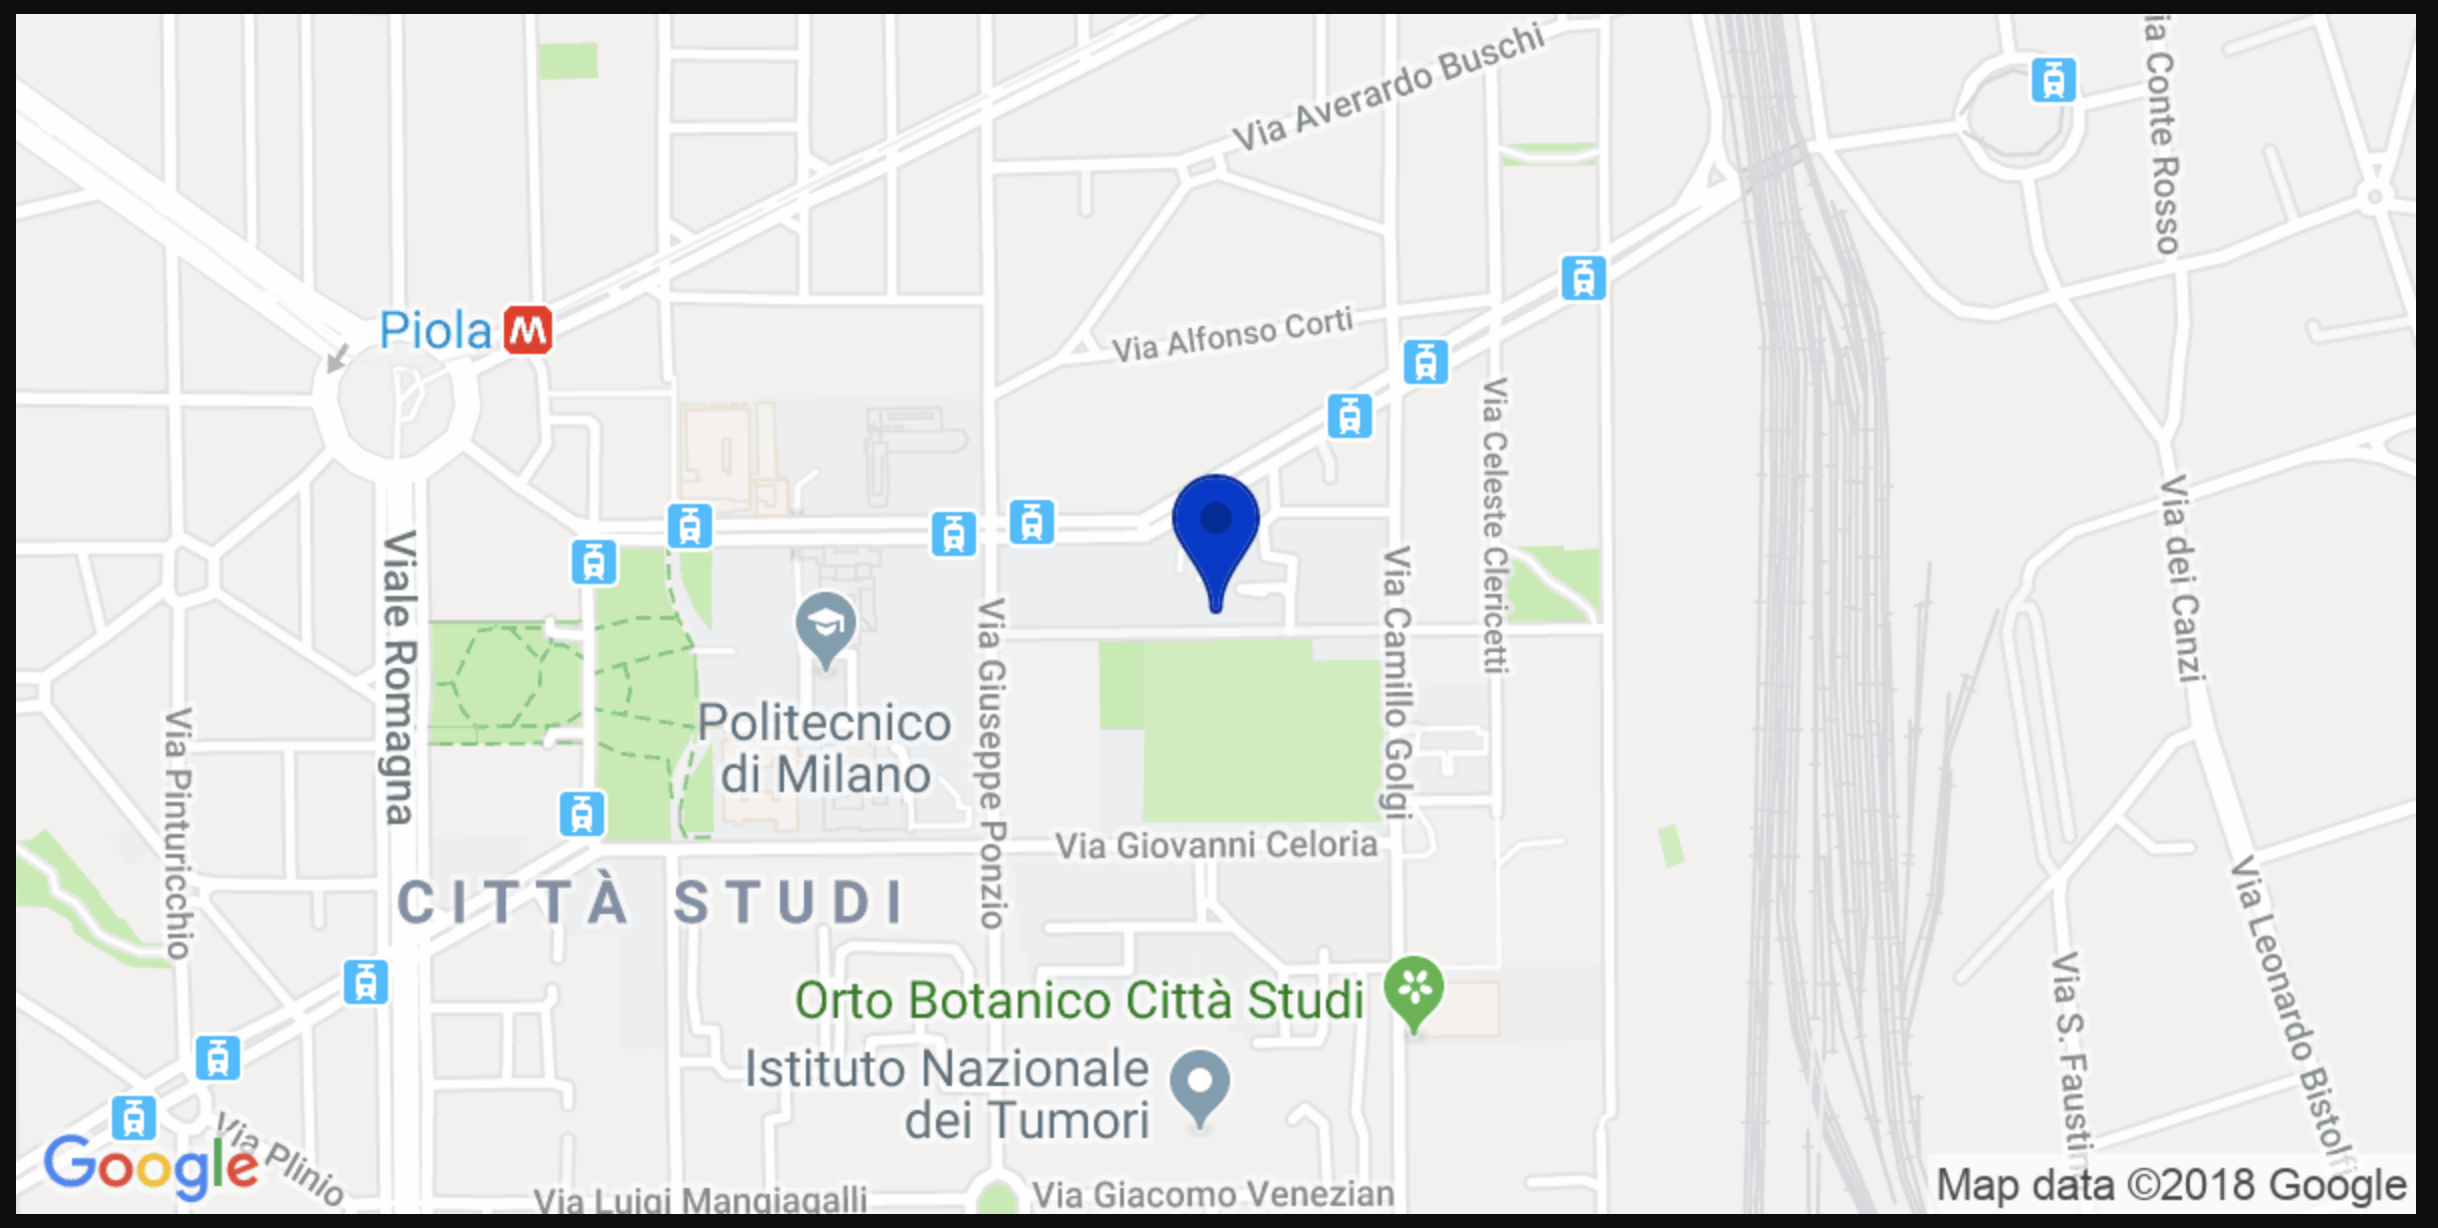 Via Averardo Buschi
Via Conte Rosso
Piola
Via Alfonso Corti
Via Celeste Clericetti
Viale Romagna
Via dei Canzi
Via Camillo Golgi
Via Giuseppe Ponzio
Politecnico
di Milano
Via Pinturicchio
Via Giovanni Celoria
CITTÀ STUDI
Via Leonardo Bistolfi
Via S. Faustin
Orto Botanico Città Studi
Istituto Nazionale
dei Tumori
Via Plinio
Google
Via Luigi Mangiagalli
Via Giacomo Venezian
Map data ©2018 Google